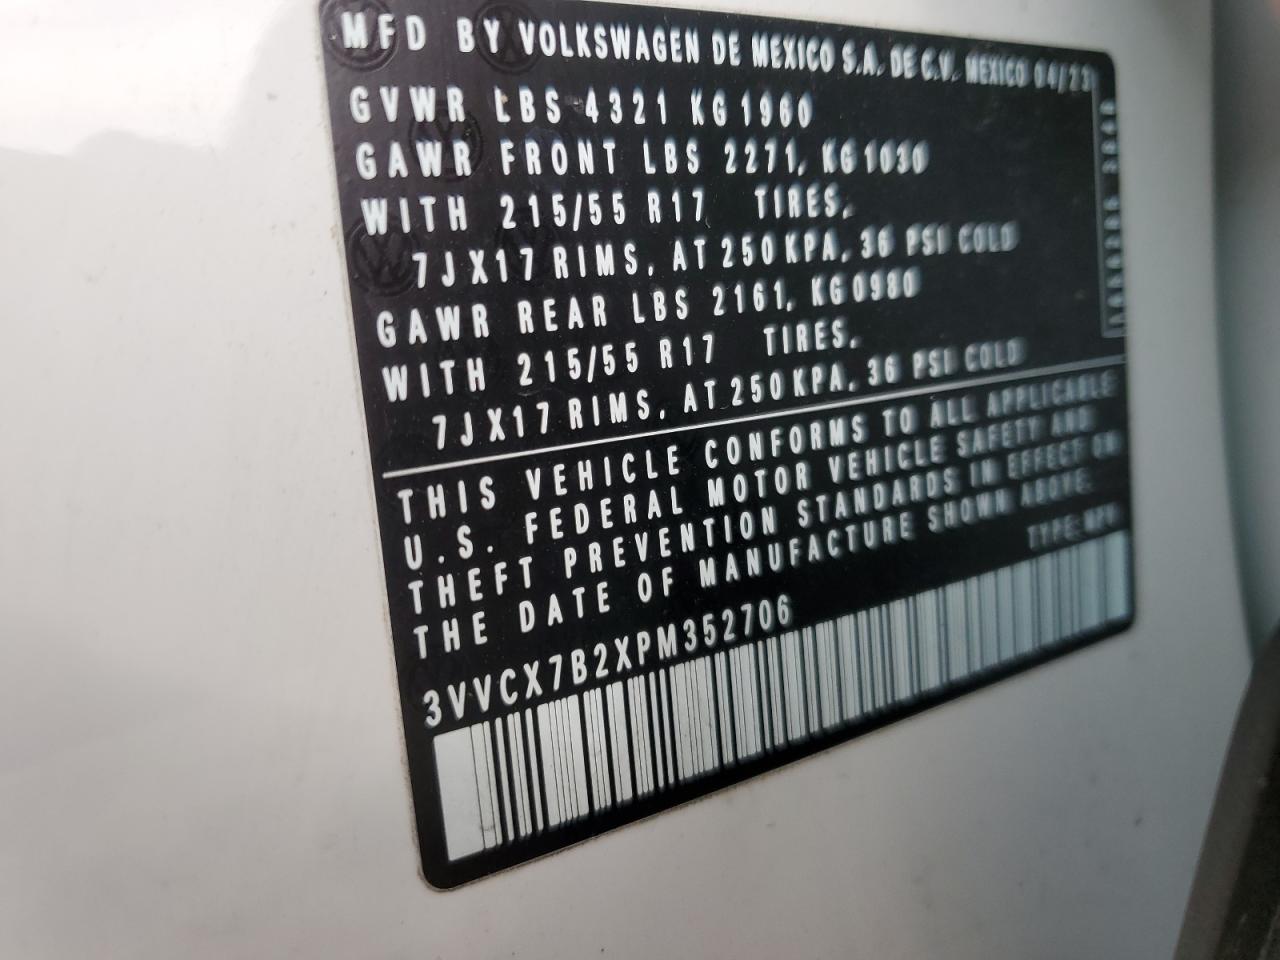 MFD BY VOLKSWAGEN DE MEXICO S.A. DE C.V. MEXICO 04/23
GVWR LBS 4321 KG 1960
GAWR FRONT LBS 2271, KG 1030
WITH 215/55 R17 TIRES,
7JX17 RIMS, AT 250 KPA, 36 PSI COLD
GAWR REAR LBS 2161, KG 0980
WITH 215/55 R17 TIRES,
7JX17 RIMS, AT 250 KPA, 36 PSI COLD
THIS VEHICLE CONFORMS TO ALL APPLICABLE
U.S. FEDERAL MOTOR VEHICLE SAFETY AND
THEFT PREVENTION STANDARDS IN EFFECT ON
THE DATE OF MANUFACTURE SHOWN ABOVE.
TYPE: MPV
3VVCX7B2XPM352706